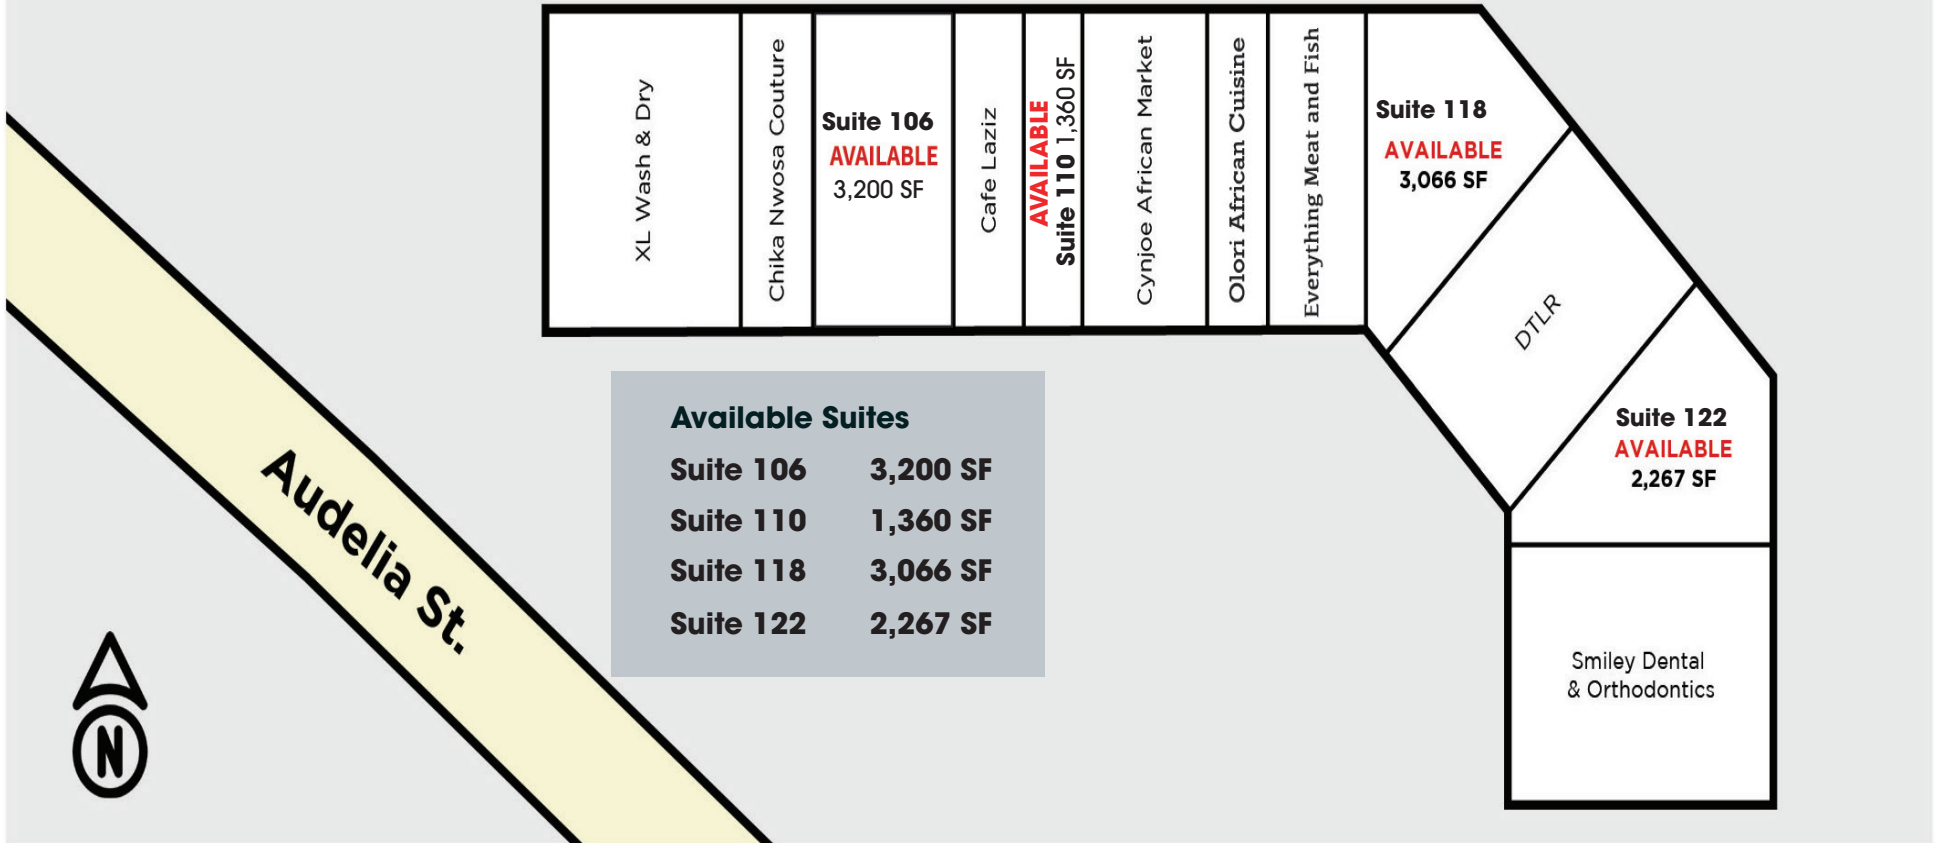 XL Wash & Dry
Chika Nwosa Couture
Suite 106
AVAILABLE
3,200 SF
Cafe Laziz
AVAILABLE
Suite 110 1,360 SF
Cynjoe African Market
Olori African Cuisine
Everything Meat and Fish
Suite 118
AVAILABLE
3,066 SF
DTLR
Suite 122
AVAILABLE
2,267 SF
Smiley Dental
& Orthodontics
Available Suites
Suite 106 3,200 SF
Suite 110 1,360 SF
Suite 118 3,066 SF
Suite 122 2,267 SF
Audelia St.
N